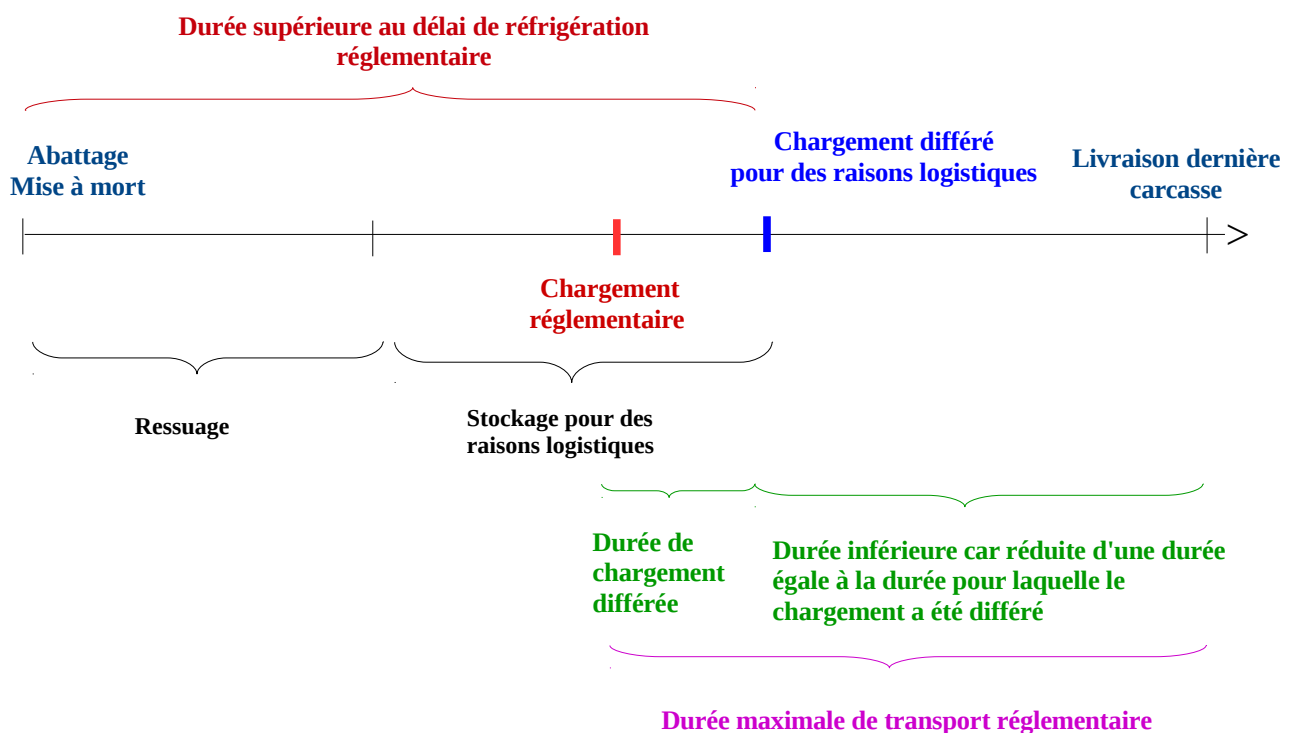 Durée supérieure au délai de réfrigération
réglementaire
Abattage
Mise à mort
Chargement différé
pour des raisons logistiques
Livraison dernière
carcasse
Chargement
réglementaire
Ressuage
Stockage pour des
raisons logistiques
Durée de
chargement
différée
Durée inférieure car réduite d'une durée
égale à la durée pour laquelle le
chargement a été différé
Durée maximale de transport réglementaire